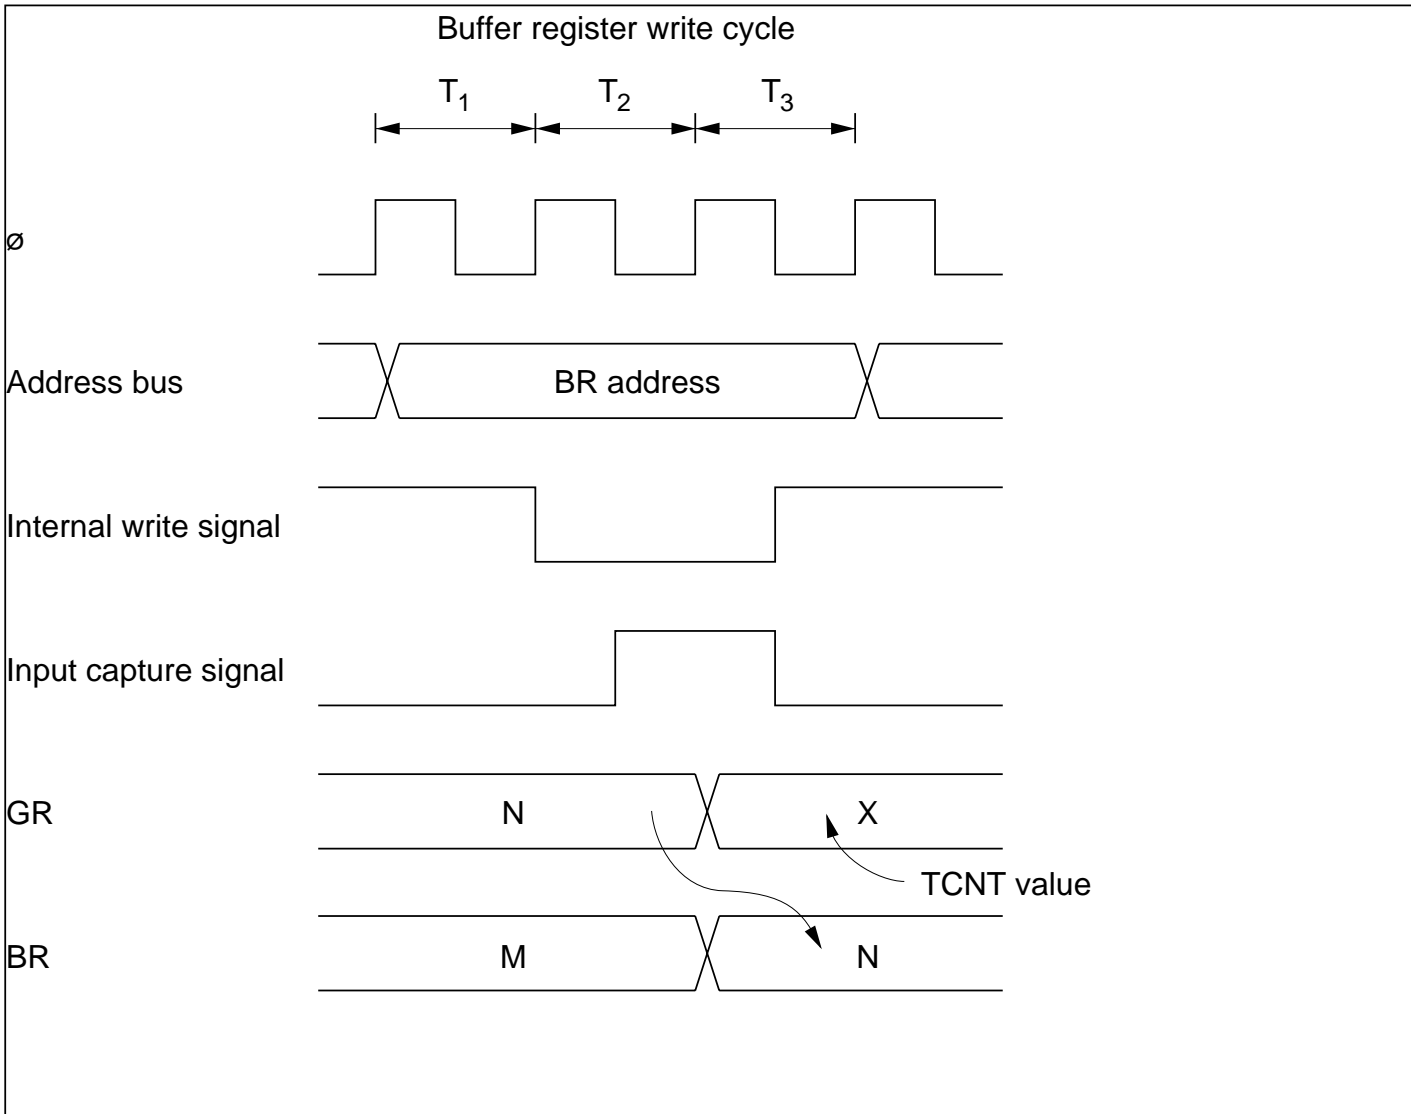 Buffer register write cycle
T1 T2 T3
ø
Address bus BR address
Internal write signal
Input capture signal
GR N X
TCNT value
BR M N